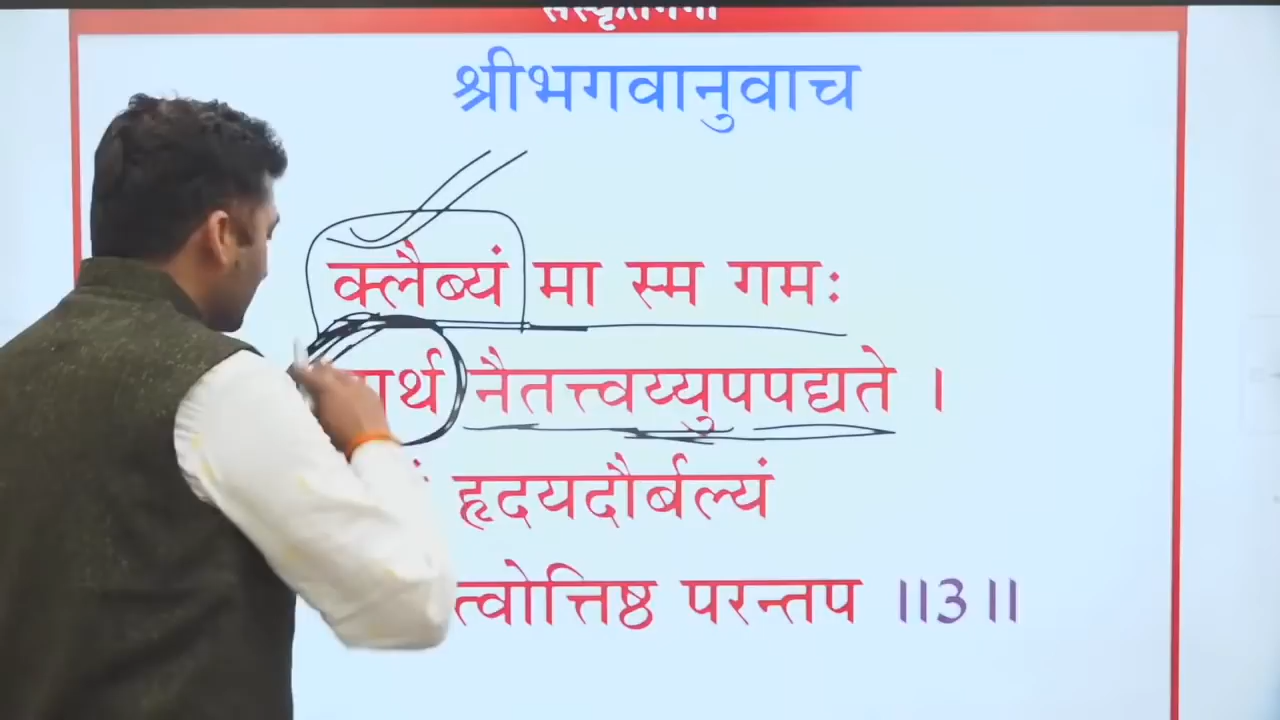 श्रीभगवानुवाच
क्लैब्यं मा स्म गमः
नैतत्त्वय्युपपद्यते ।
हृदयदौर्बल्यं
परन्तप ॥3॥